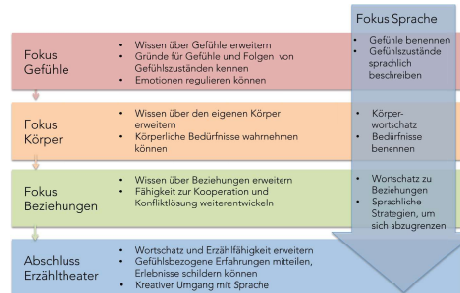 Fokus Sprache
Fokus
Gefühle
• Wissen über Gefühle erweitern
• Gründe für Gefühle und Folgen von
Gefühlszuständen kennen
• Emotionen regulieren können
• Gefühle benennen
• Gefühlszustände
sprachlich
beschreiben
Fokus
Körper
• Wissen über den eigenen Körper
erweitern
• Körperliche Bedürfnisse wahrnehmen
können
• Körper-
wortschatz
• Bedürfnisse
benennen
Fokus
Beziehungen
• Wissen über Beziehungen erweitern
• Fähigkeit zur Kooperation und
Konfliktlösung weiterentwickeln
• Worschatz zu
Beziehungen
• Sprachliche
Strategien, um
sich abzugrenzen
Abschluss
Erzähltheater
• Wortschatz und Erzählfähigkeit erweitern
• Gefühlsbezogene Erfahrungen mitteilen,
Erlebnisse schildern können
• Kreativer Umgang mit Sprache